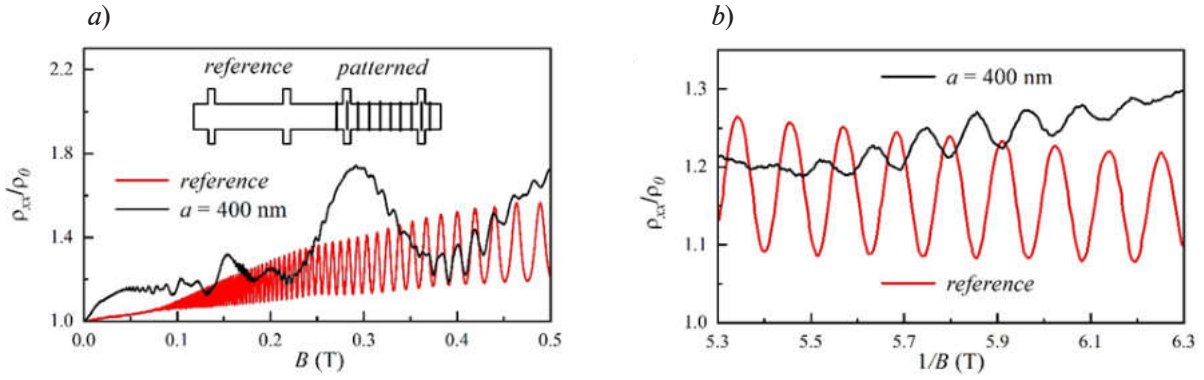 a)
2.2
1.8
1.4
1.0
ρxx/ρ0
reference patterned
reference
a = 400 nm
0.0 0.1 0.2 0.3 0.4 0.5
B (T)
b)
1.3
1.2
1.1
1.0
ρxx/ρ0
a = 400 nm
reference
5.3 5.5 5.7 5.9 6.1 6.3
1/B (T)